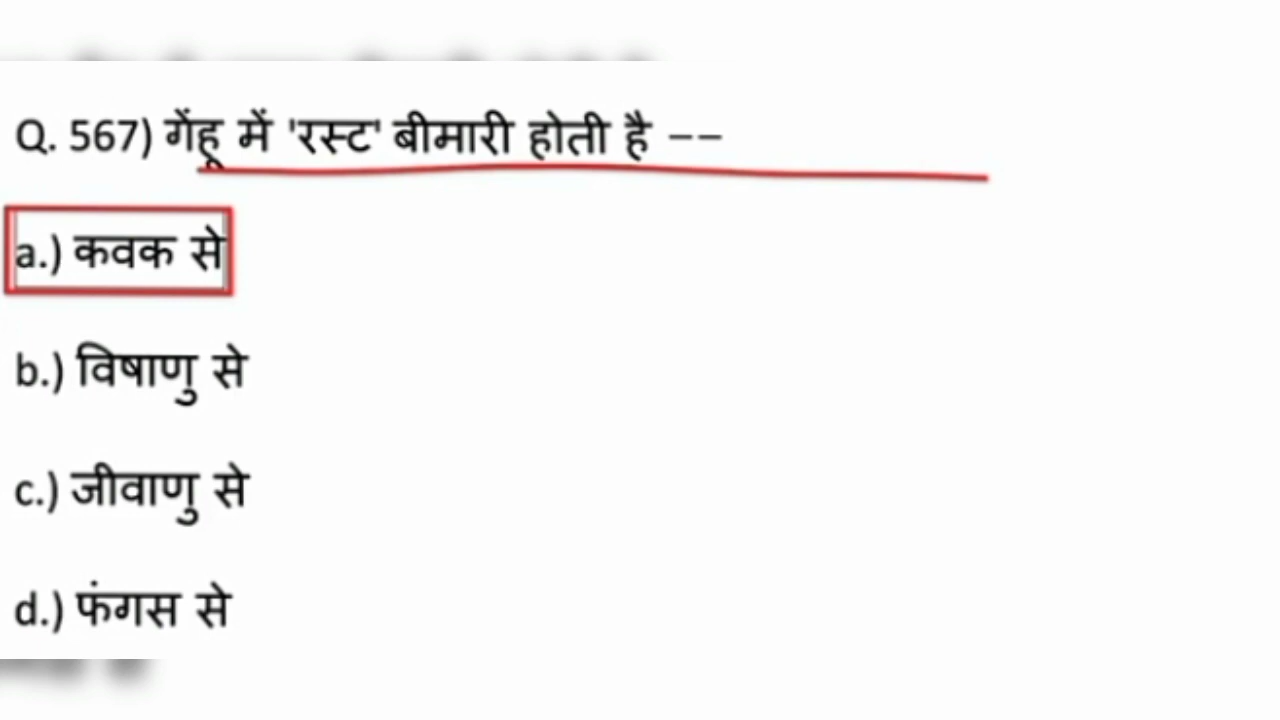 Q. 567) गेंहू में 'रस्ट' बीमारी होती है --
a.) कवक से
b.) विषाणु से
c.) जीवाणु से
d.) फंगस से